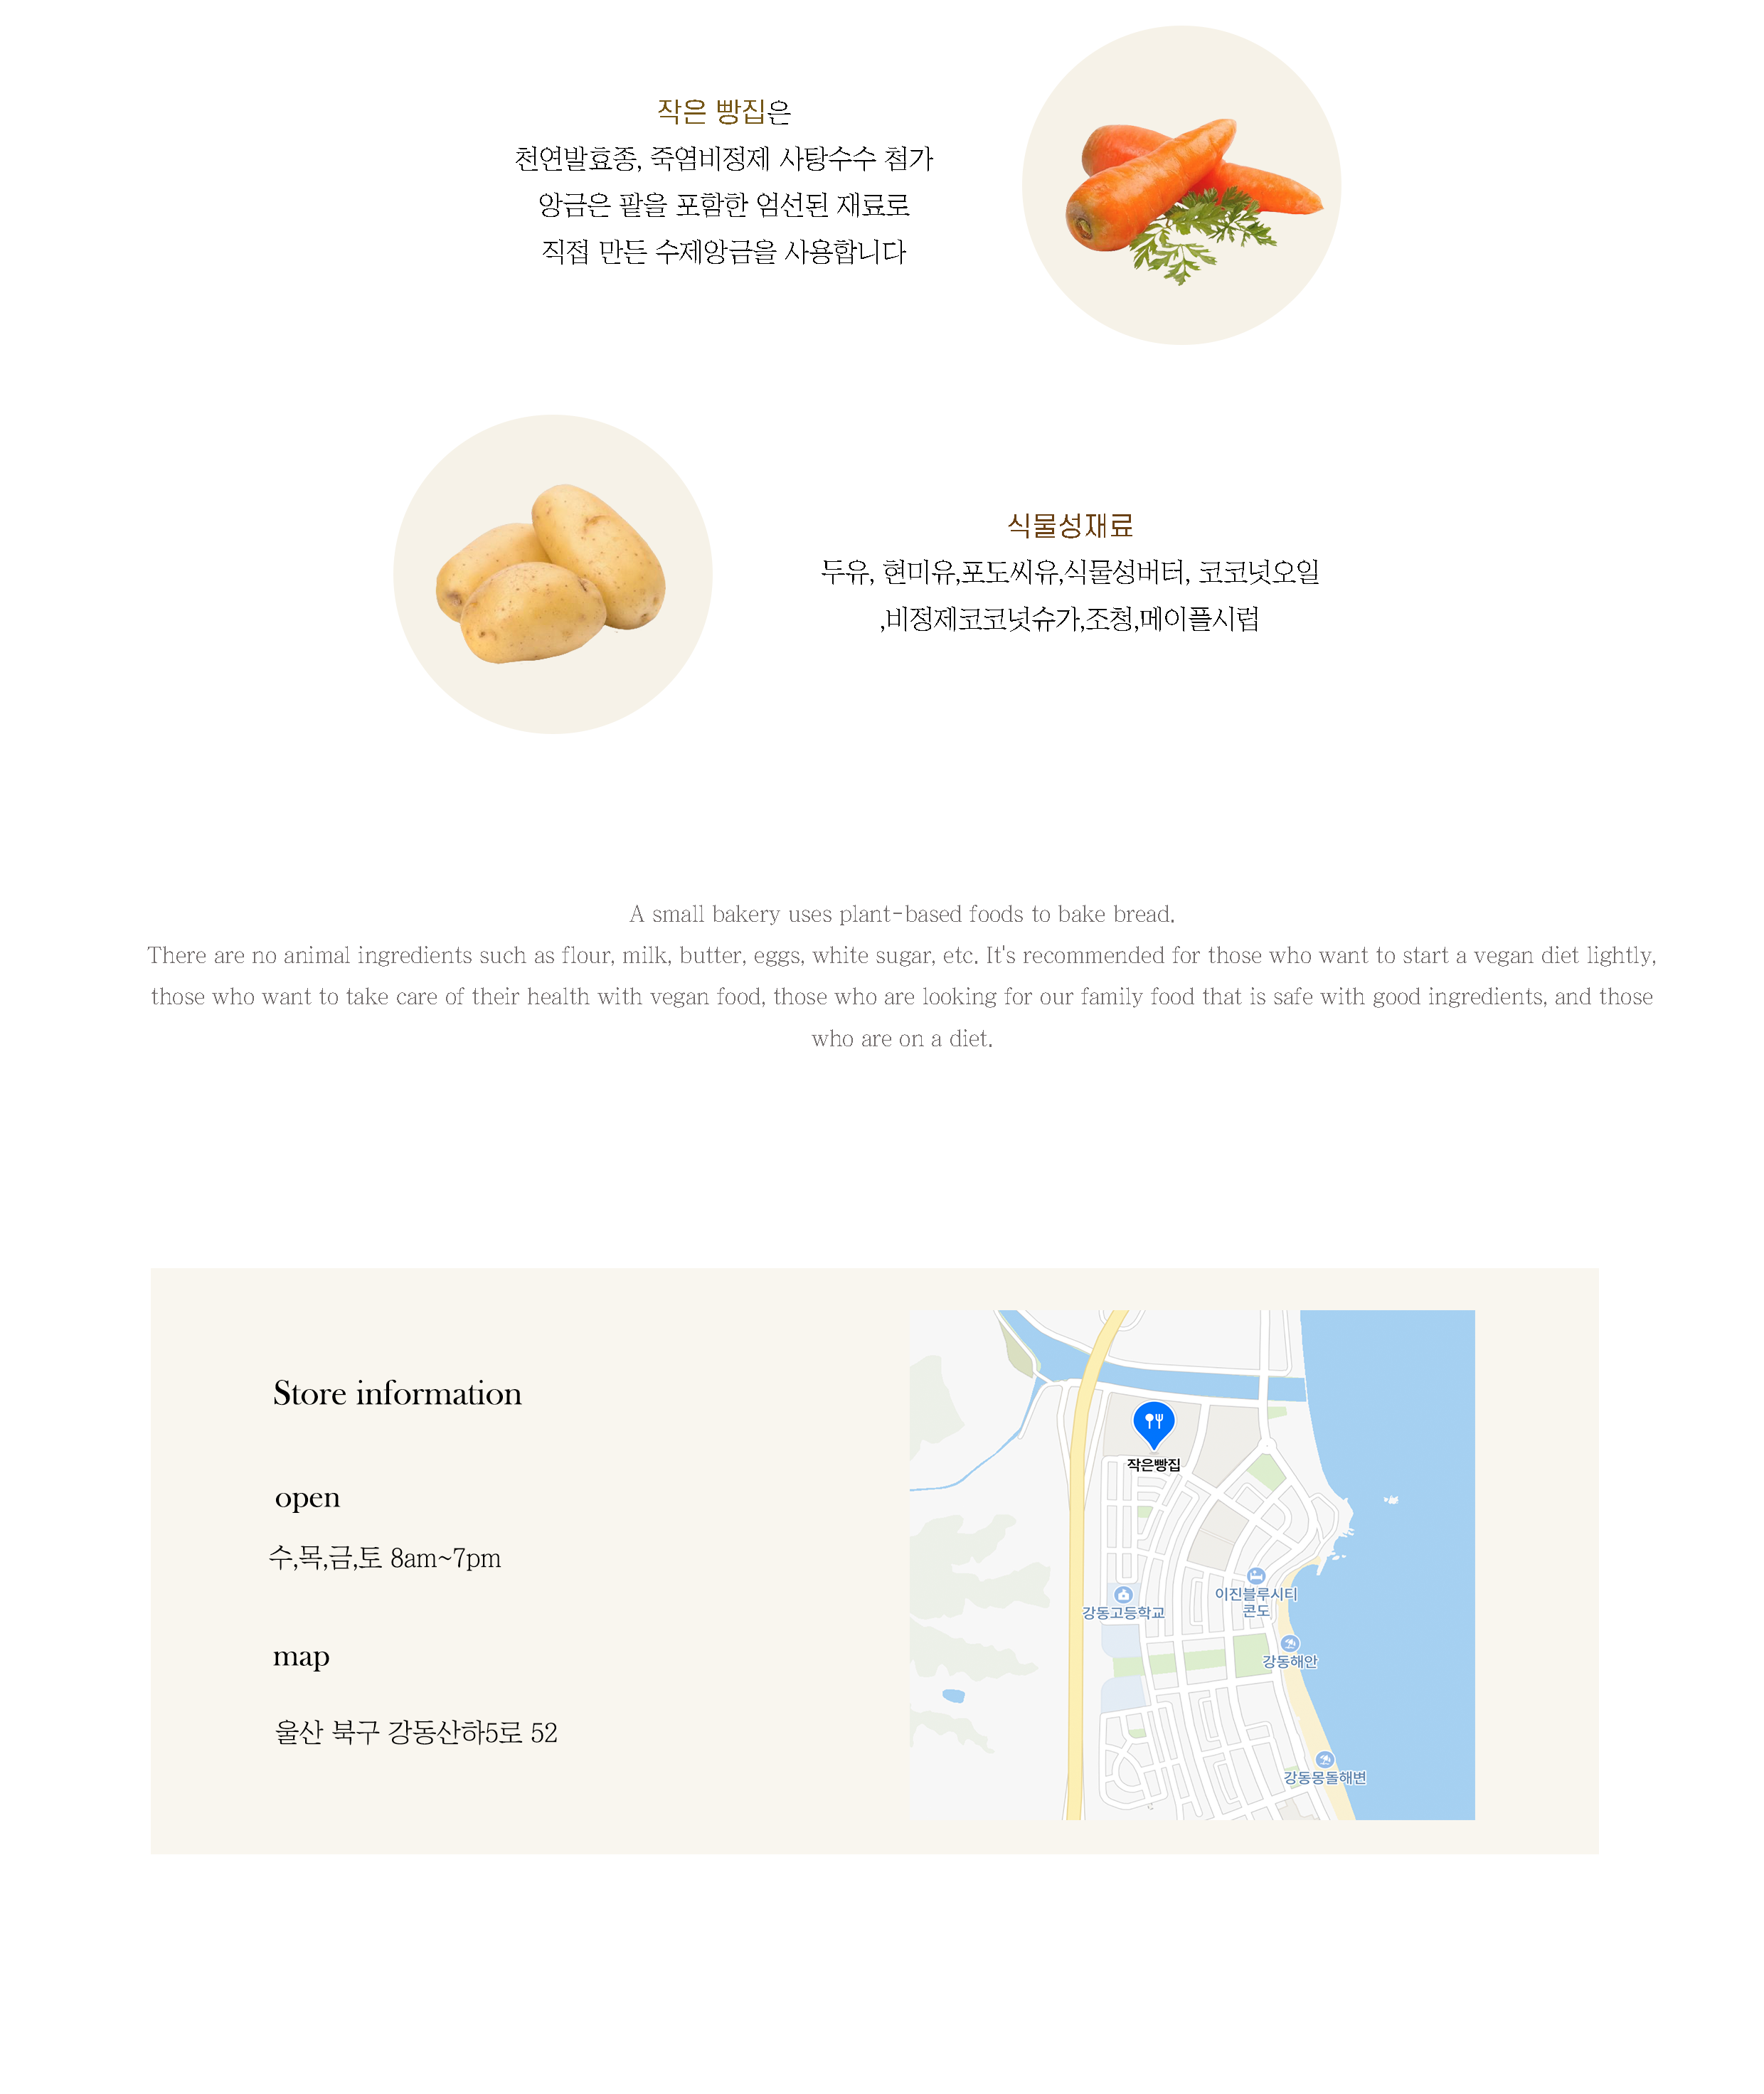 작은 빵집은
천연발효종, 죽염비정제 사탕수수 첨가
앙금은 팥을 포함한 엄선된 재료로
직접 만든 수제앙금을 사용합니다
식물성재료
두유, 현미유,포도씨유,식물성버터, 코코넛오일
,비정제코코넛슈가,조청,메이플시럽
A small bakery uses plant-based foods to bake bread.
There are no animal ingredients such as flour, milk, butter, eggs, white sugar, etc. It's recommended for those who want to start a vegan diet lightly,
those who want to take care of their health with vegan food, those who are looking for our family food that is safe with good ingredients, and those
who are on a diet.
Store information
open
수,목,금,토 8am~7pm
map
울산 북구 강동산하5로 52
작은빵집
이진블루시티
콘도
강동고등학교
강동해안
강동몽돌해변